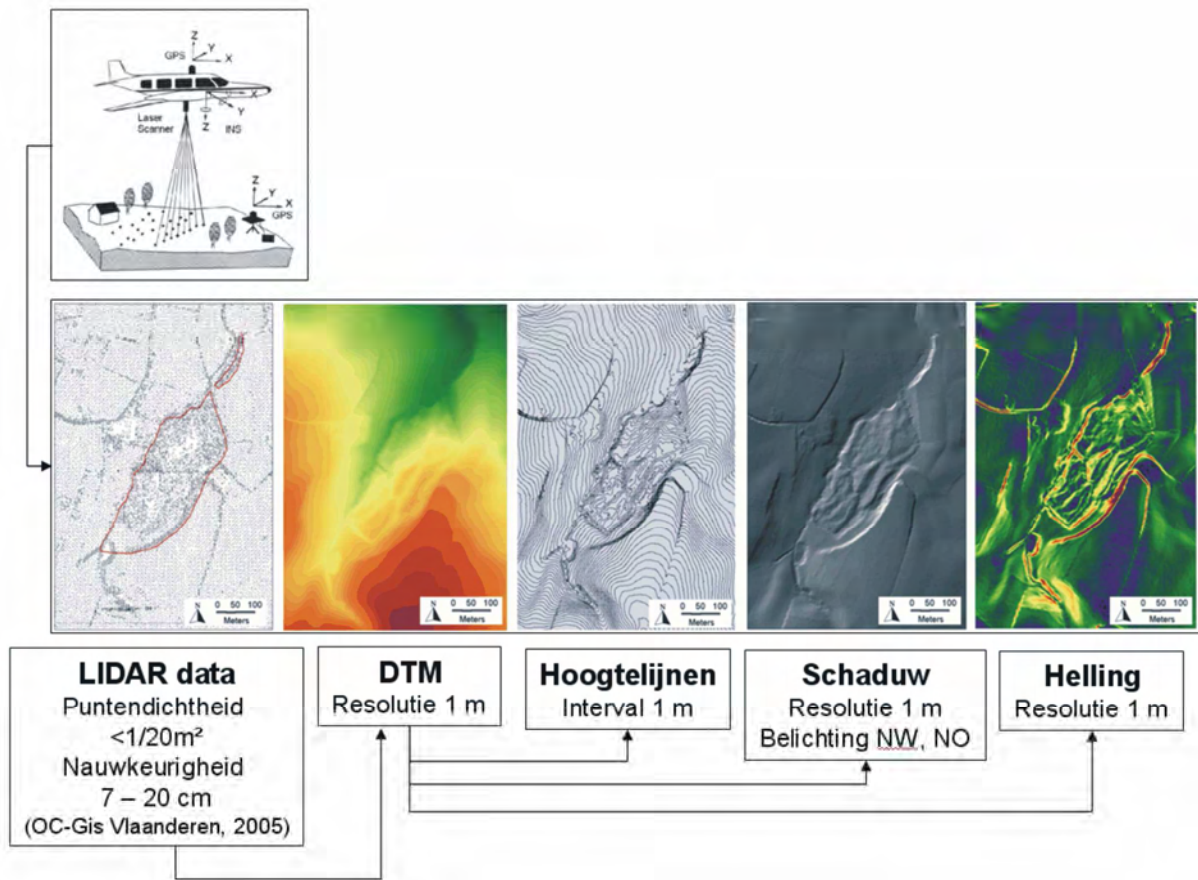 Z
Y
GPS
X
X
Y
Laser
Scanner
Z
INS
Z
Y
X
GPS
N
0 50 100
Meters
N
0 50 100
Meters
N
0 50 100
Meters
N
0 50 100
Meters
N
0 50 100
Meters
LIDAR data
Puntendichtheid
<1/20m²
Nauwkeurigheid
7 – 20 cm
(OC-Gis Vlaanderen, 2005)
DTM
Resolutie 1 m
Hoogtelijnen
Interval 1 m
Schaduw
Resolutie 1 m
Belichting NW, NO
Helling
Resolutie 1 m